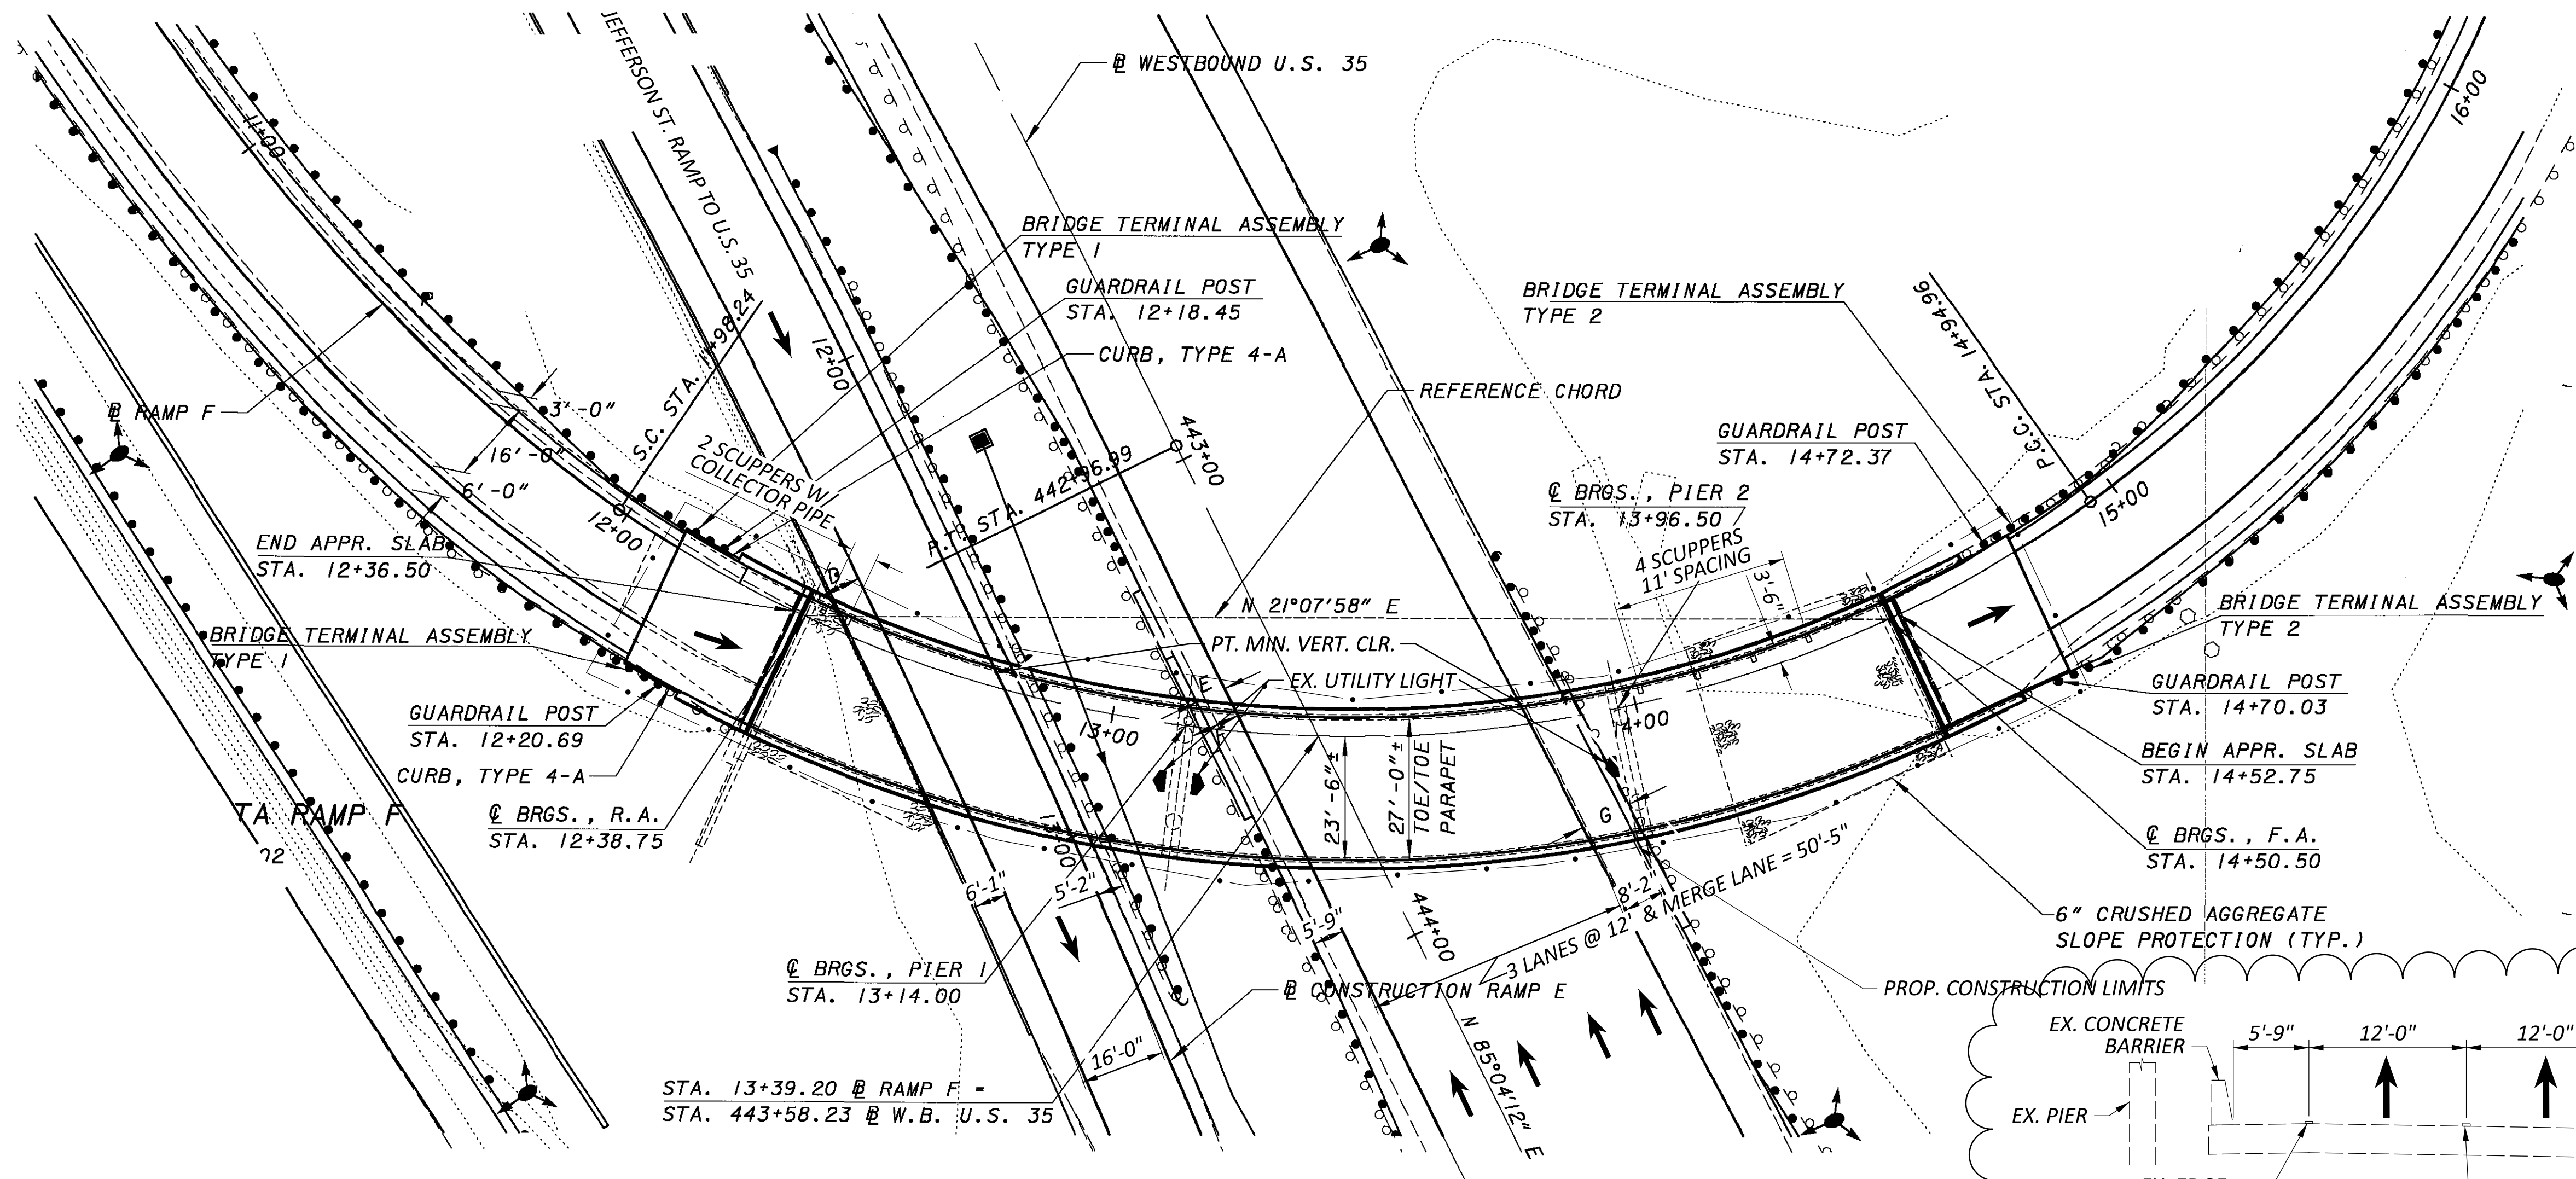 JEFFERSON ST. RAMP TO U.S. 35
℄ WESTBOUND U.S. 35
11+00
16+00
BRIDGE TERMINAL ASSEMBLY
TYPE 1
GUARDRAIL POST
STA. 12+18.45
CURB, TYPE 4-A
BRIDGE TERMINAL ASSEMBLY
TYPE 2
P.C.C. STA. 14+94.96
12+00
REFERENCE CHORD
℄ RAMP F
3'-0"
16'-0"
6'-0"
S.C. STA.
+98.24
2 SCUPPERS W/
COLLECTOR PIPE
P.T. STA. 442+96.99
443+00
GUARDRAIL POST
STA. 14+72.37
℄ BRGS., PIER 2
STA. 13+96.50
4 SCUPPERS
11' SPACING
3'-6"
15+00
12+00
END APPR. SLAB
STA. 12+36.50
D
N 21°07'58" E
BRIDGE TERMINAL ASSEMBLY
TYPE 1
PT. MIN. VERT. CLR.
EX. UTILITY LIGHT
E
BRIDGE TERMINAL ASSEMBLY
TYPE 2
GUARDRAIL POST
STA. 12+20.69
13+00
14+00
GUARDRAIL POST
STA. 14+70.03
CURB, TYPE 4-A
23'-6"±
27'-0"±
TOE/TOE
PARAPET
BEGIN APPR. SLAB
STA. 14+52.75
TA RAMP F
02
℄ BRGS., R.A.
STA. 12+38.75
G
℄ BRGS., F.A.
STA. 14+50.50
6'-1"
5'-2"
5'-9"
8'-2"
3 LANES @ 12' & MERGE LANE = 50'-5"
444+00
6" CRUSHED AGGREGATE
SLOPE PROTECTION (TYP.)
℄ BRGS., PIER 1
STA. 13+14.00
℄ CONSTRUCTION RAMP E
PROP. CONSTRUCTION LIMITS
16'-0"
N 85°04'12" E
STA. 13+39.20 ℄ RAMP F =
STA. 443+58.23 ℄ W.B. U.S. 35
EX. CONCRETE
BARRIER
5'-9"
12'-0"
12'-0"
EX. PIER